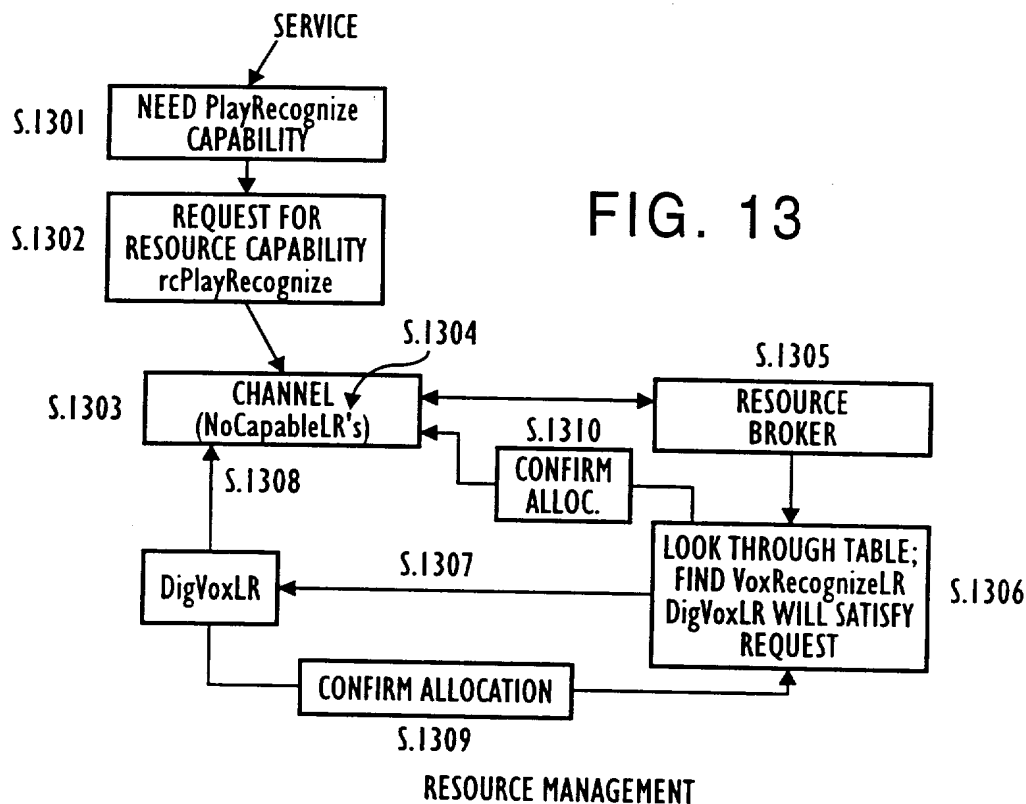 SERVICE
S.1301
NEED PlayRecognize
CAPABILITY
FIG. 13
S.1302
REQUEST FOR
RESOURCE CAPABILITY
rcPlayRecognize
S.1304
S.1305
S.1303
CHANNEL
(NoCapableLR's)
RESOURCE
BROKER
S.1310
CONFIRM
ALLOC.
S.1308
S.1307
DigVoxLR
LOOK THROUGH TABLE;
FIND VoxRecognizeLR
DigVoxLR WILL SATISFY
REQUEST
S.1306
CONFIRM ALLOCATION
S.1309
RESOURCE MANAGEMENT